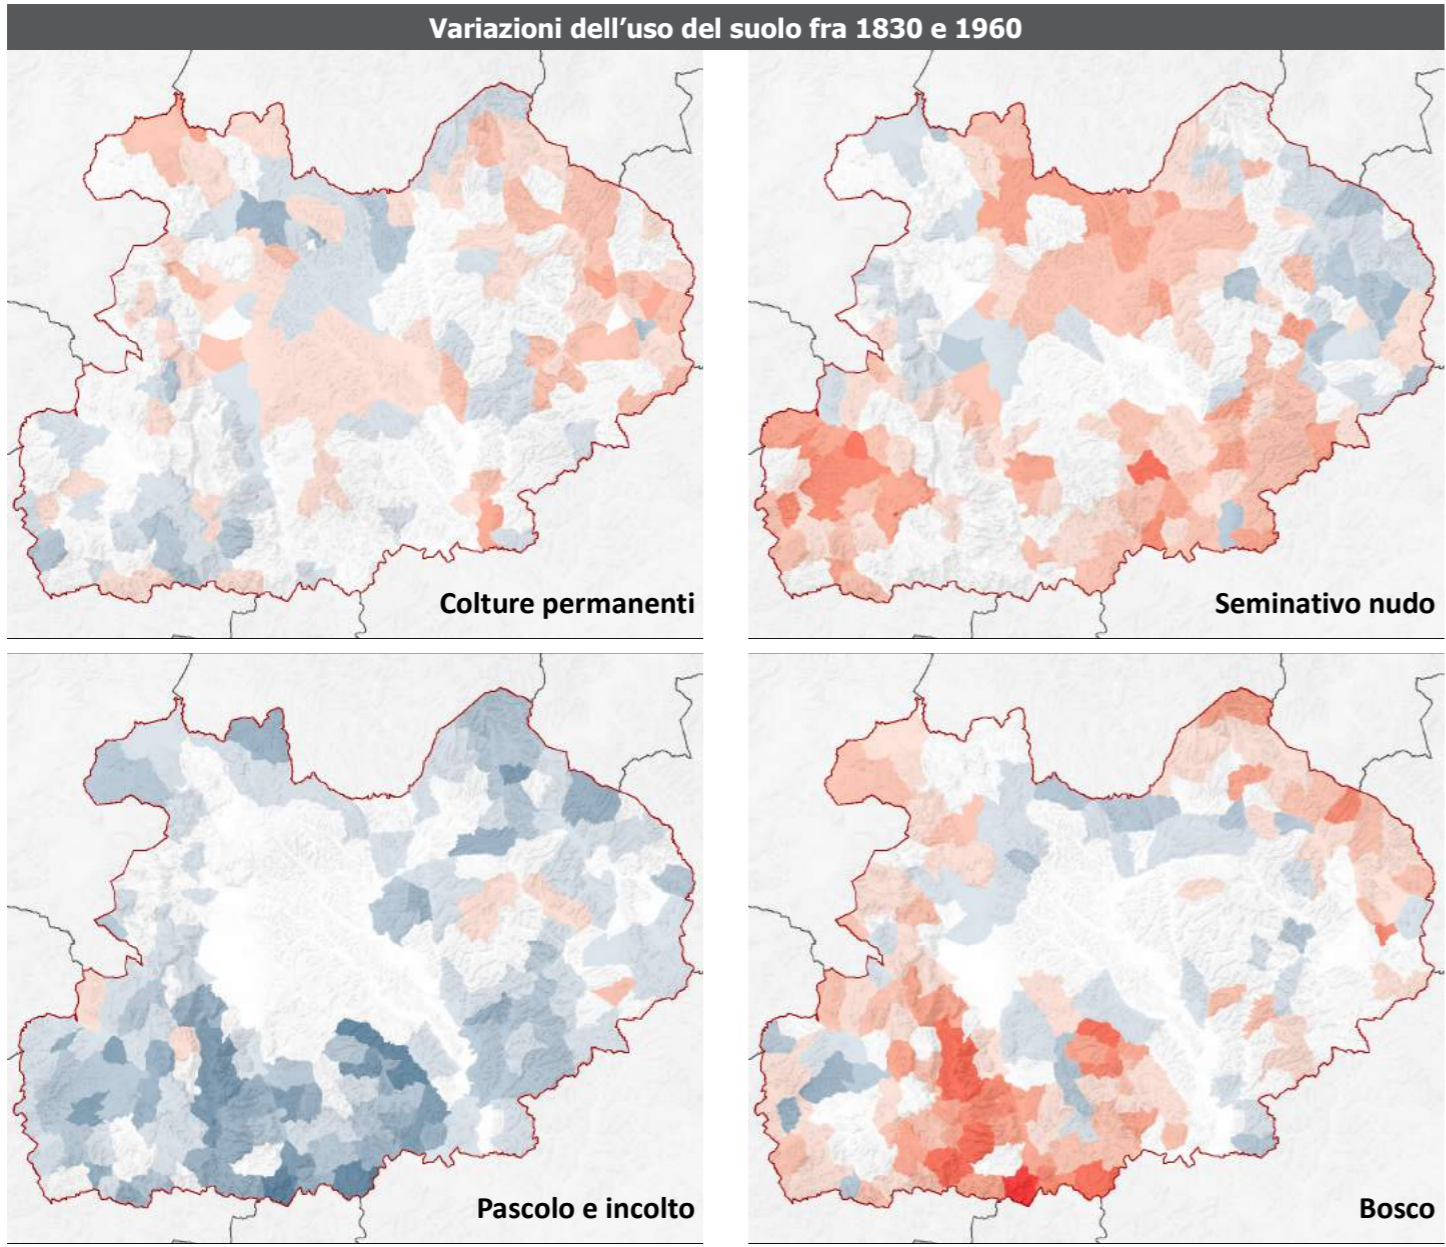 Variazioni dell’uso del suolo fra 1830 e 1960
Colture permanenti
Seminativo nudo
Pascolo e incolto
Bosco